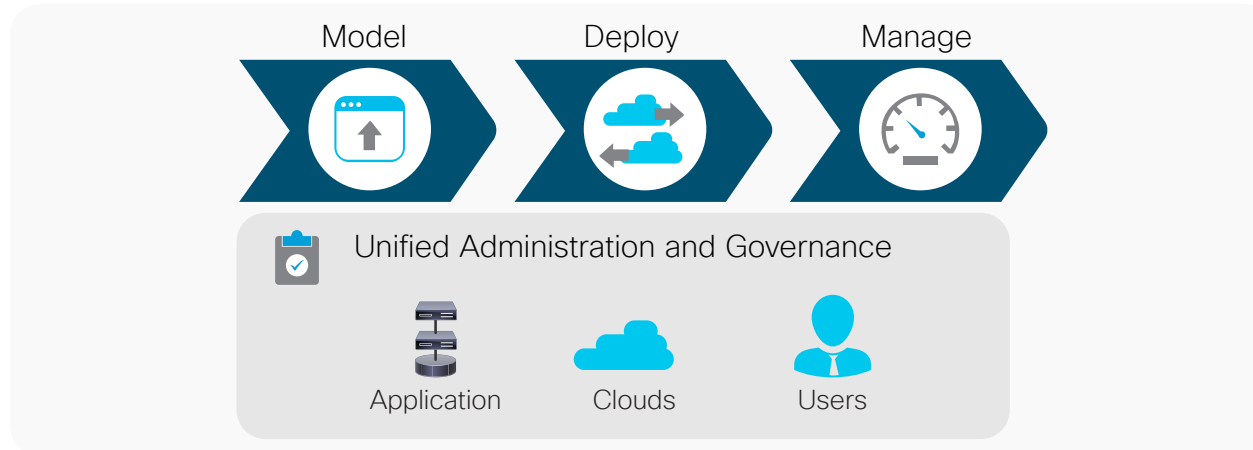 Model Deploy Manage
Unified Administration and Governance
Application Clouds Users